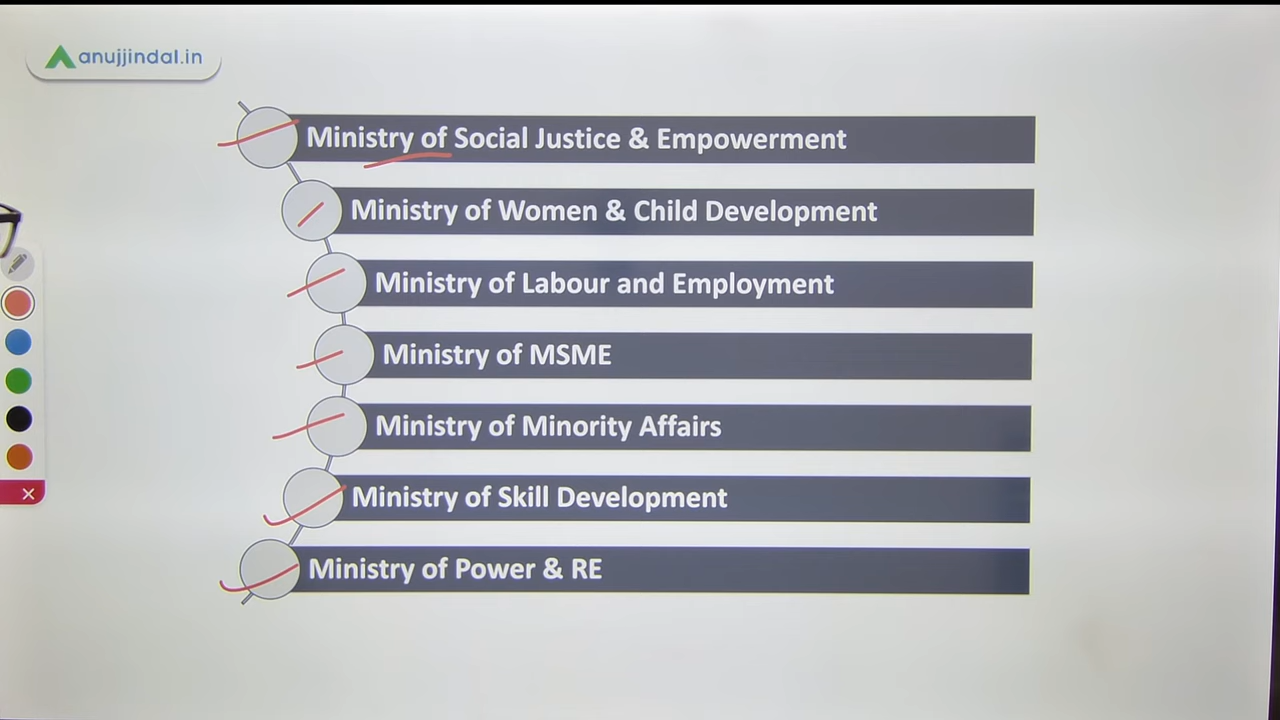 anujjindal.in
Ministry of Social Justice & Empowerment
Ministry of Women & Child Development
Ministry of Labour and Employment
Ministry of MSME
Ministry of Minority Affairs
Ministry of Skill Development
Ministry of Power & RE